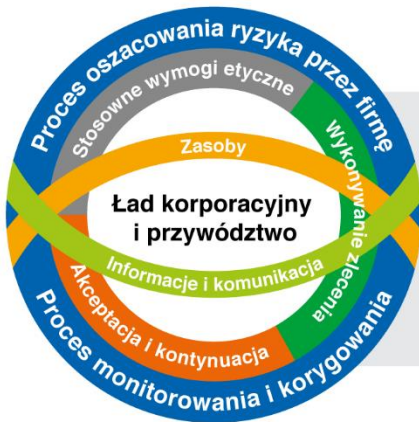 Proces oszacowania ryzyka przez firmę
Stosowne wymogi etyczne
Wykonywanie zlecenia
Zasoby
Ład korporacyjny
i przywództwo
Informacje i komunikacja
Akceptacja i kontynuacja
Proces monitorowania i korygowania